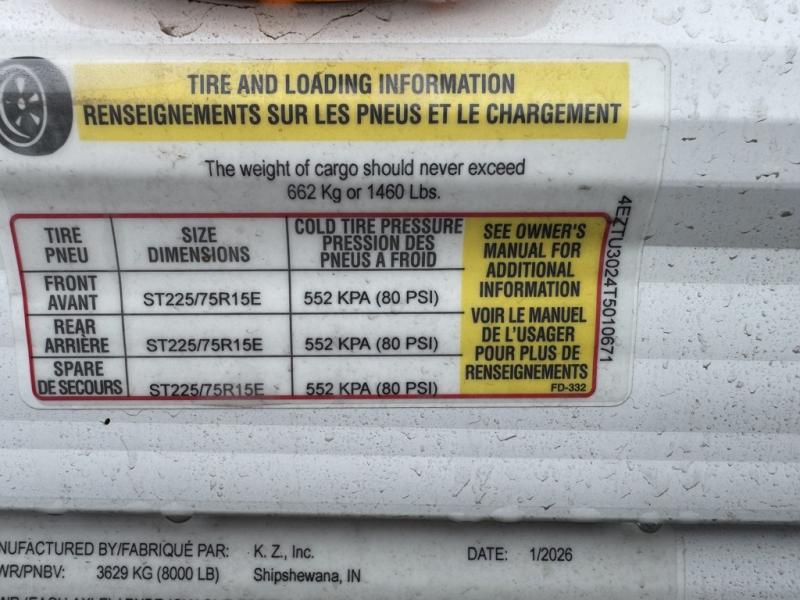 TIRE AND LOADING INFORMATION
RENSEIGNEMENTS SUR LES PNEUS ET LE CHARGEMENT
The weight of cargo should never exceed
662 Kg or 1460 Lbs.
TIRE
PNEU
SIZE
DIMENSIONS
COLD TIRE PRESSURE
PRESSION DES
PNEUS A FROID
FRONT
AVANT
ST225/75R15E
552 KPA (80 PSI)
REAR
ARRIÈRE
ST225/75R15E
552 KPA (80 PSI)
SPARE
DE SECOURS
ST225/75R15E
552 KPA (80 PSI)
SEE OWNER'S
MANUAL FOR
ADDITIONAL
INFORMATION
VOIR LE MANUEL
DE L'USAGER
POUR PLUS DE
RENSEIGNEMENTS
FD-332
4EZTU3024T5010671
NUFACTURED BY/FABRIQUÉ PAR: K. Z., Inc. DATE: 1/2026
WR/PNBV: 3629 KG (8000 LB) Shipshewana, IN